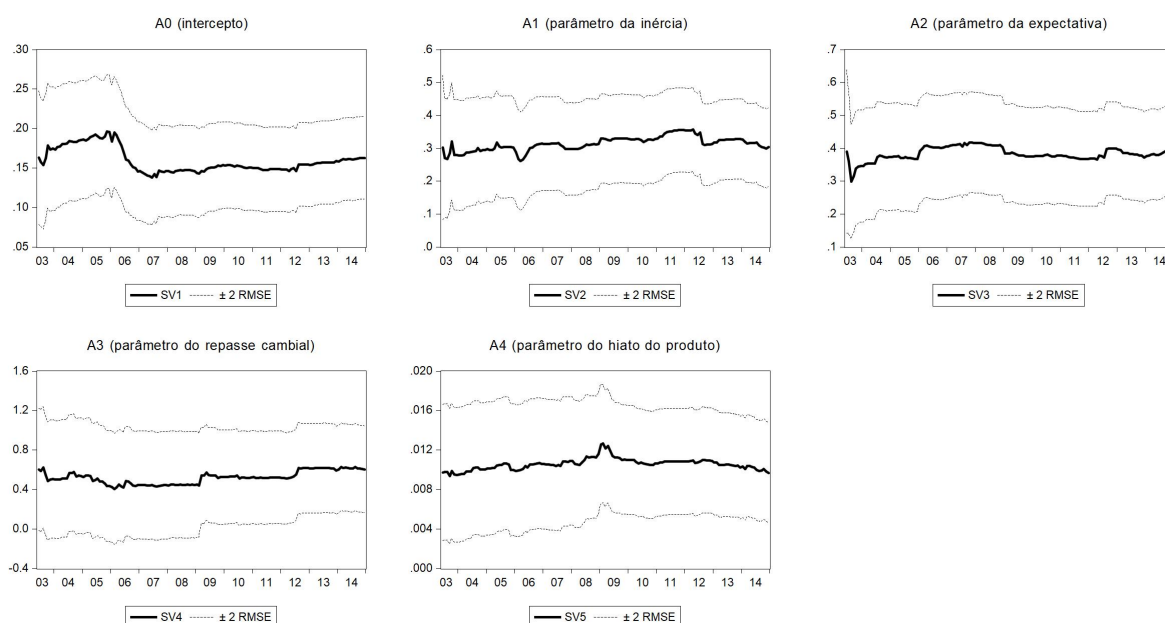 A0 (intercepto)
.30
.25
.20
.15
.10
.05
03 04 05 06 07 08 09 10 11 12 13 14
SV1 ± 2 RMSE
A1 (parâmetro da inércia)
.6
.5
.4
.3
.2
.1
.0
03 04 05 06 07 08 09 10 11 12 13 14
SV2 ± 2 RMSE
A2 (parâmetro da expectativa)
.7
.6
.5
.4
.3
.2
.1
03 04 05 06 07 08 09 10 11 12 13 14
SV3 ± 2 RMSE
A3 (parâmetro do repasse cambial)
1.6
1.2
0.8
0.4
0.0
-0.4
03 04 05 06 07 08 09 10 11 12 13 14
SV4 ± 2 RMSE
A4 (parâmetro do hiato do produto)
.020
.016
.012
.008
.004
.000
03 04 05 06 07 08 09 10 11 12 13 14
SV5 ± 2 RMSE